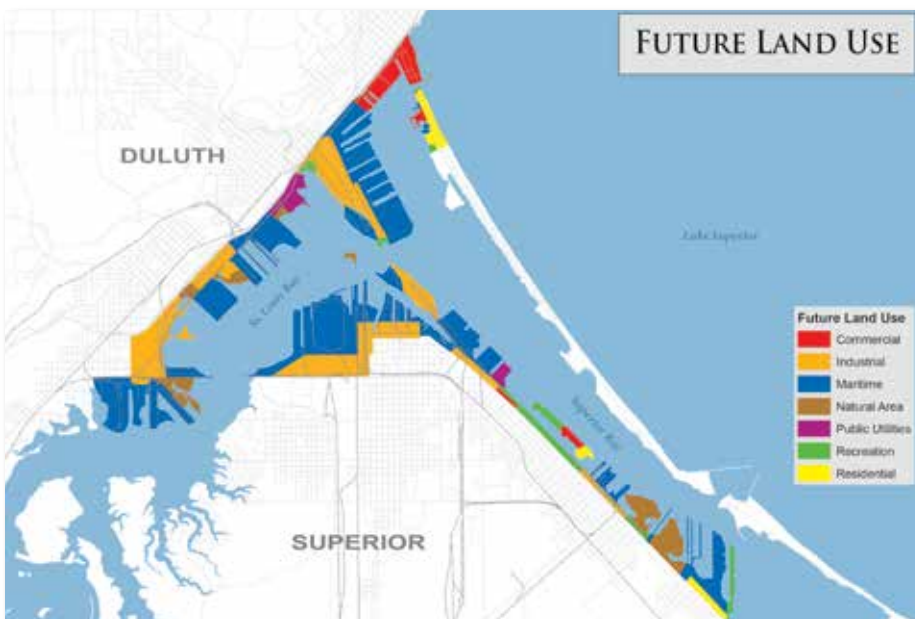 FUTURE LAND USE
DULUTH
Lake Superior
St. Louis Bay
Superior Bay
SUPERIOR
Future Land Use
Commercial
Industrial
Maritime
Natural Area
Public Utilities
Recreation
Residential